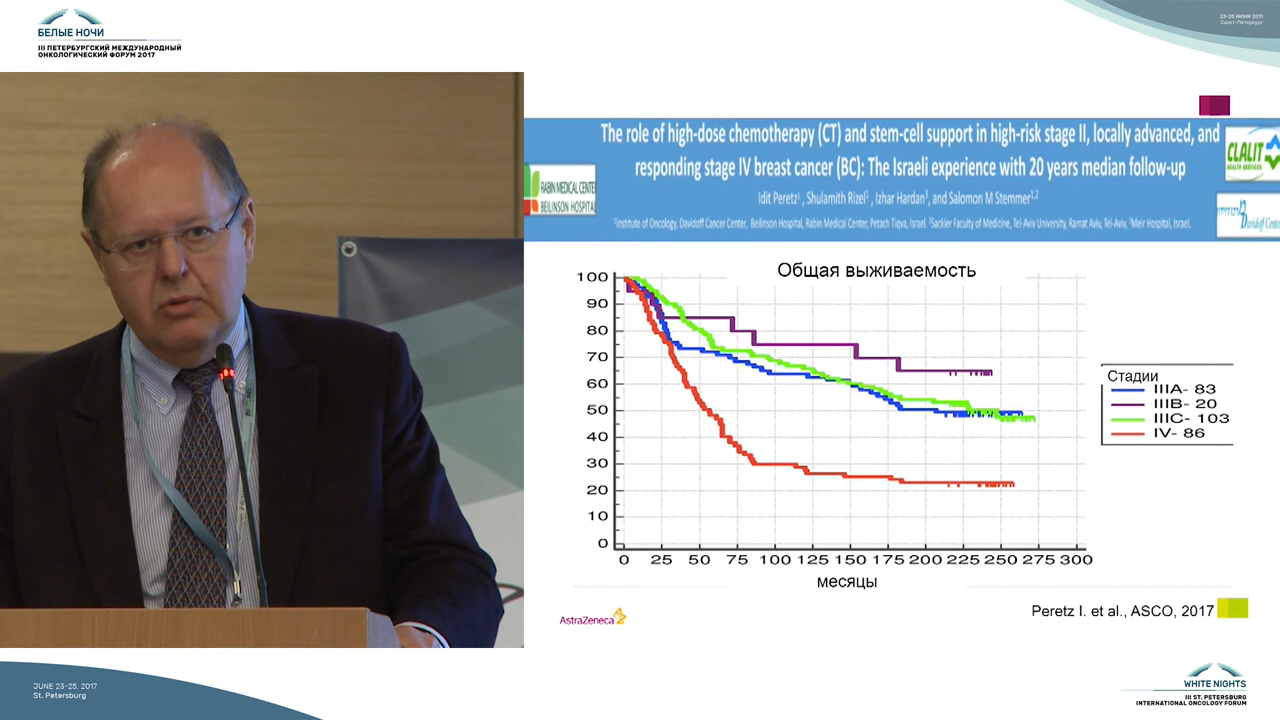 БЕЛЫЕ НОЧИ
III ПЕТЕРБУРГСКИЙ МЕЖДУНАРОДНЫЙ
ОНКОЛОГИЧЕСКИЙ ФОРУМ 2017
23-25 ИЮНЯ 2017
Санкт-Петербург
The role of high-dose chemotherapy (CT) and stem-cell support in high-risk stage II, locally advanced, and
responding stage IV breast cancer (BC): The Israeli experience with 20 years median follow-up
Idit Peretz¹, Shulamith Rizel¹, Izhar Hardan³, and Salomon M Stemmer¹,²
¹Institute of Oncology, Davidoff Cancer Center, Beilinson Hospital, Rabin Medical Center, Petach Tiqva, Israel. ²Sackler Faculty of Medicine, Tel-Aviv University, Ramat Aviv, Tel-Aviv, ³Meir Hospital, Israel.
RABIN MEDICAL CENTER
BEILINSON HOSPITAL
CLALIT
HEALTH SERVICES
Davidoff Cente
Общая выживаемость
100
90
80
70
60
50
40
30
20
10
0
0 25 50 75 100 125 150 175 200 225 250 275 300
месяцы
Стадии
IIIA- 83
IIIB- 20
IIIC- 103
IV- 86
AstraZeneca
Peretz I. et al., ASCO, 2017
JUNE 23-25, 2017
St. Petersburg
WHITE NIGHTS
III ST. PETERSBURG
INTERNATIONAL ONCOLOGY FORUM